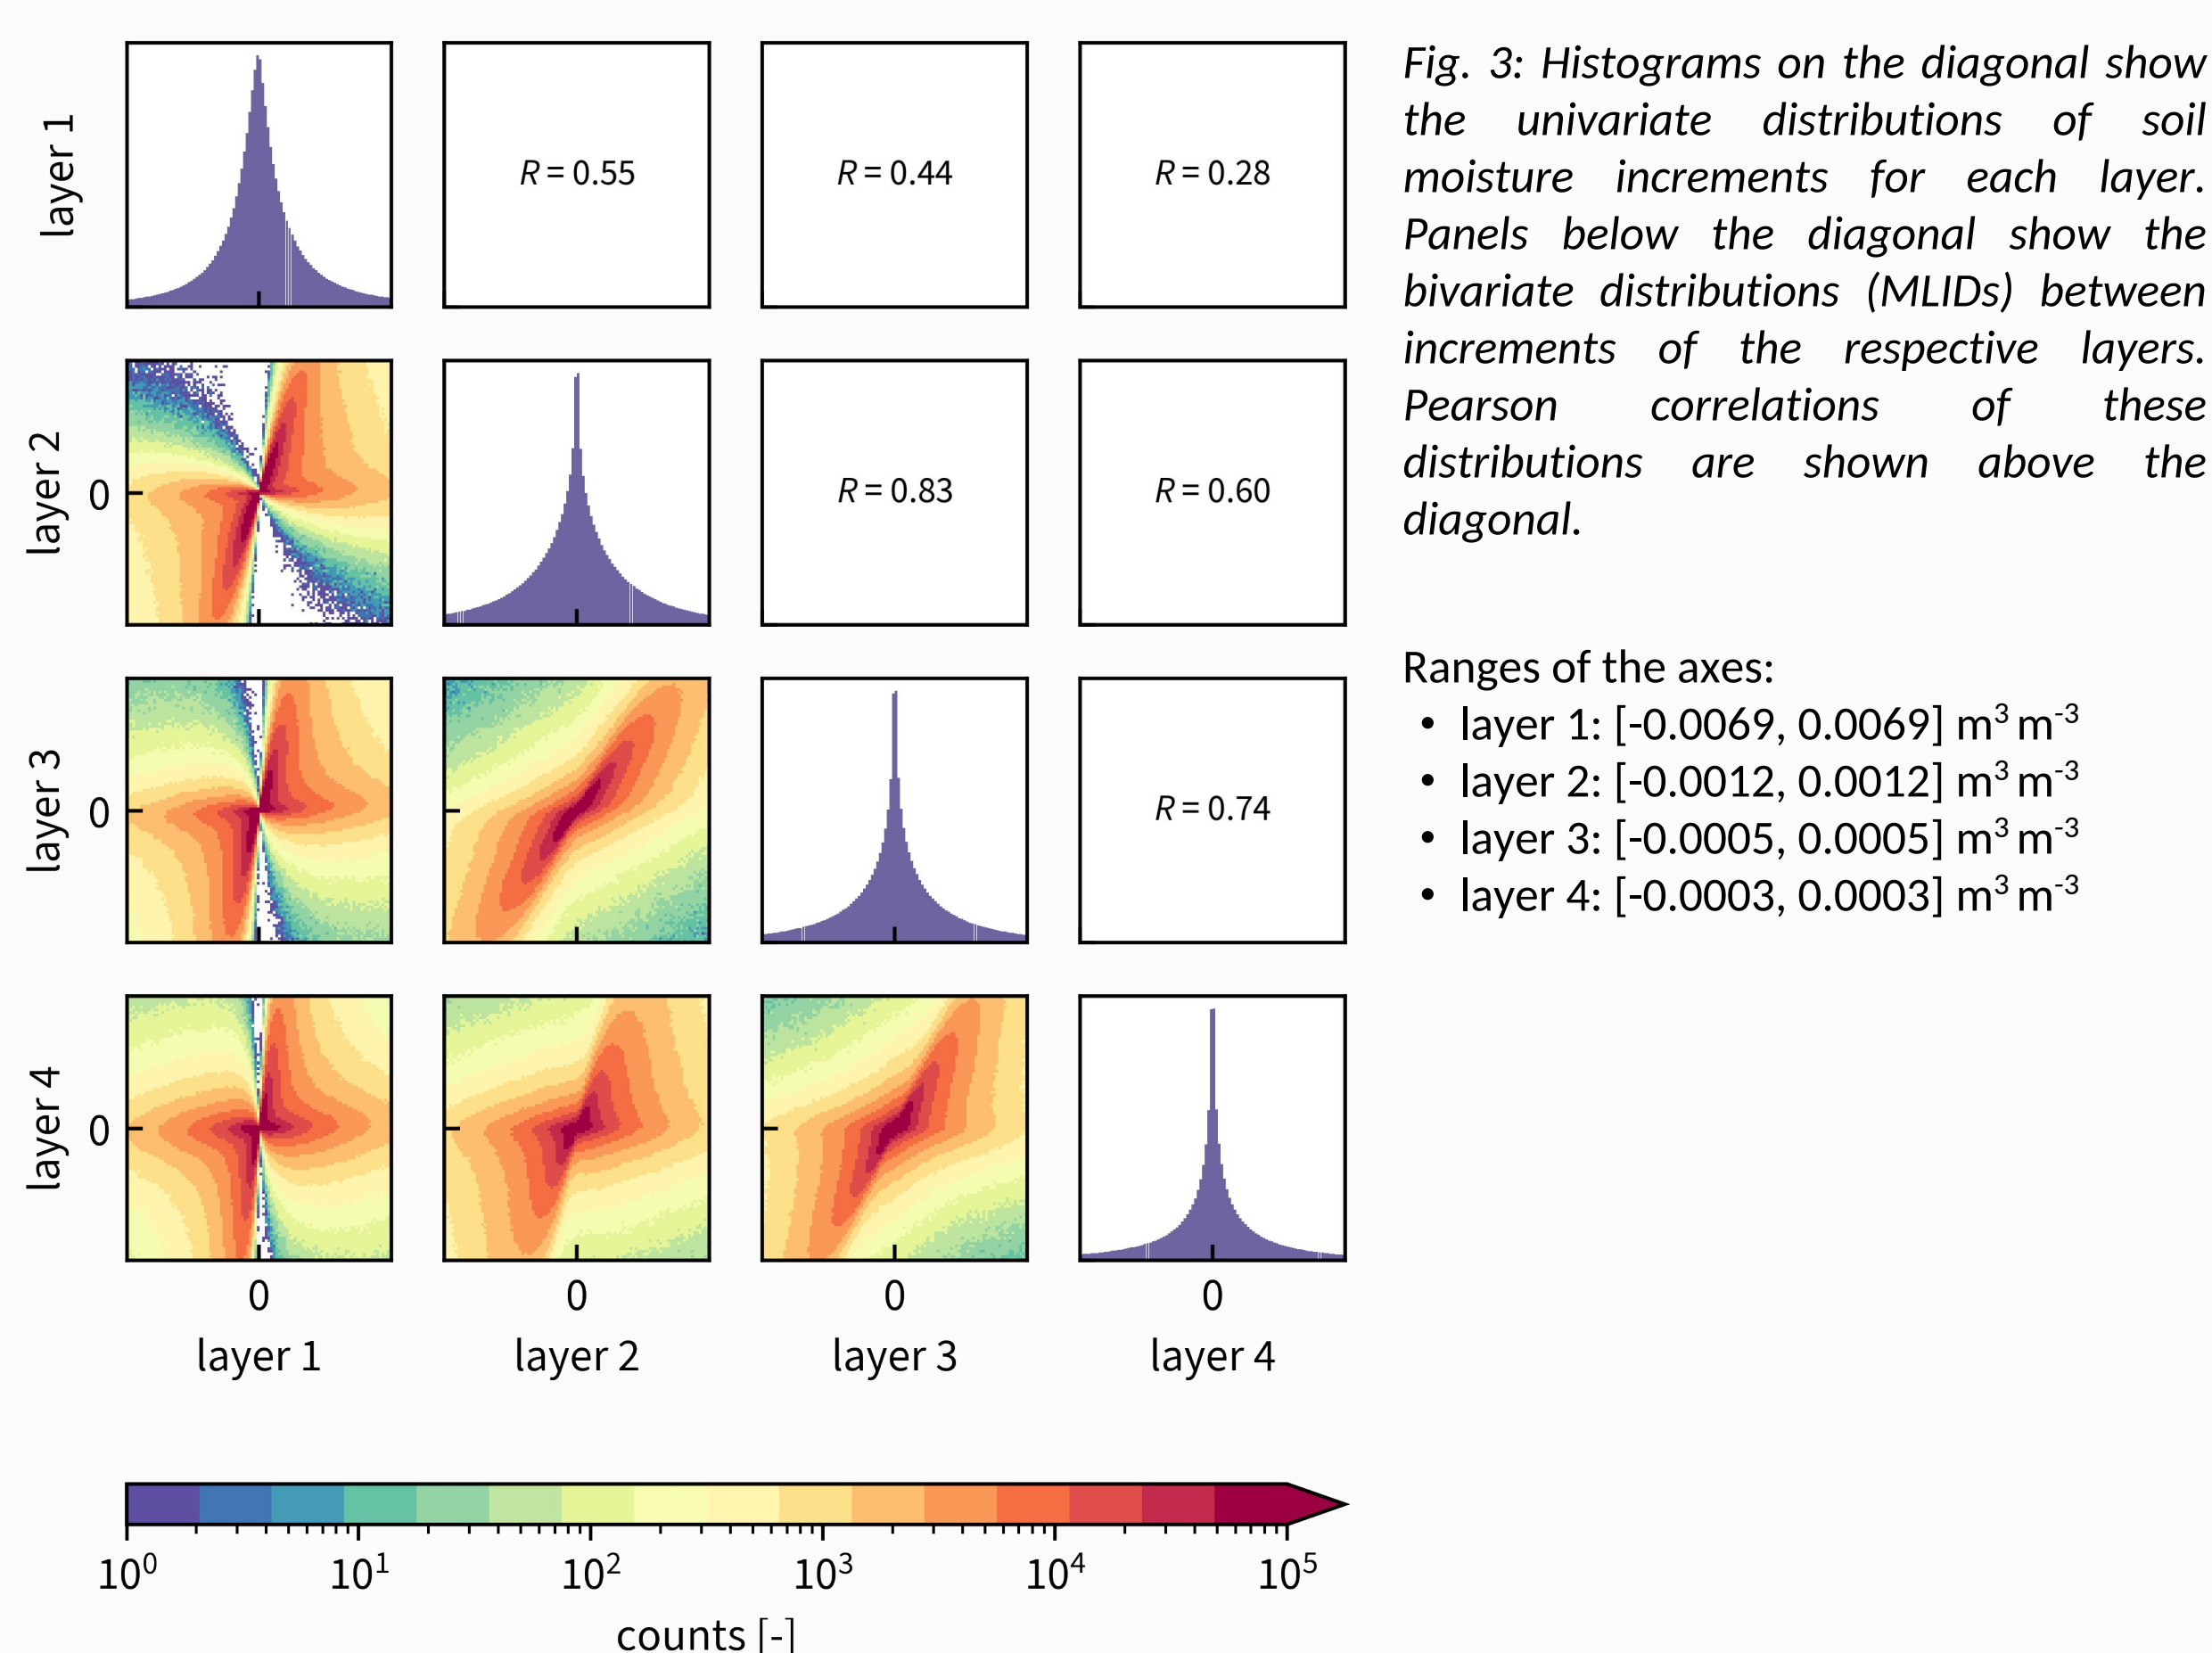 layer 1
R = 0.55
R = 0.44
R = 0.28
layer 2
0
R = 0.83
R = 0.60
layer 3
0
R = 0.74
layer 4
0
0
0
0
0
layer 1
layer 2
layer 3
layer 4
10⁰
10¹
10²
10³
10⁴
10⁵
counts [-]
Fig. 3: Histograms on the diagonal show
the univariate distributions of soil
moisture increments for each layer.
Panels below the diagonal show the
bivariate distributions (MLIDs) between
increments of the respective layers.
Pearson correlations of these
distributions are shown above the
diagonal.
Ranges of the axes:
• layer 1: [-0.0069, 0.0069] m³ m⁻³
• layer 2: [-0.0012, 0.0012] m³ m⁻³
• layer 3: [-0.0005, 0.0005] m³ m⁻³
• layer 4: [-0.0003, 0.0003] m³ m⁻³